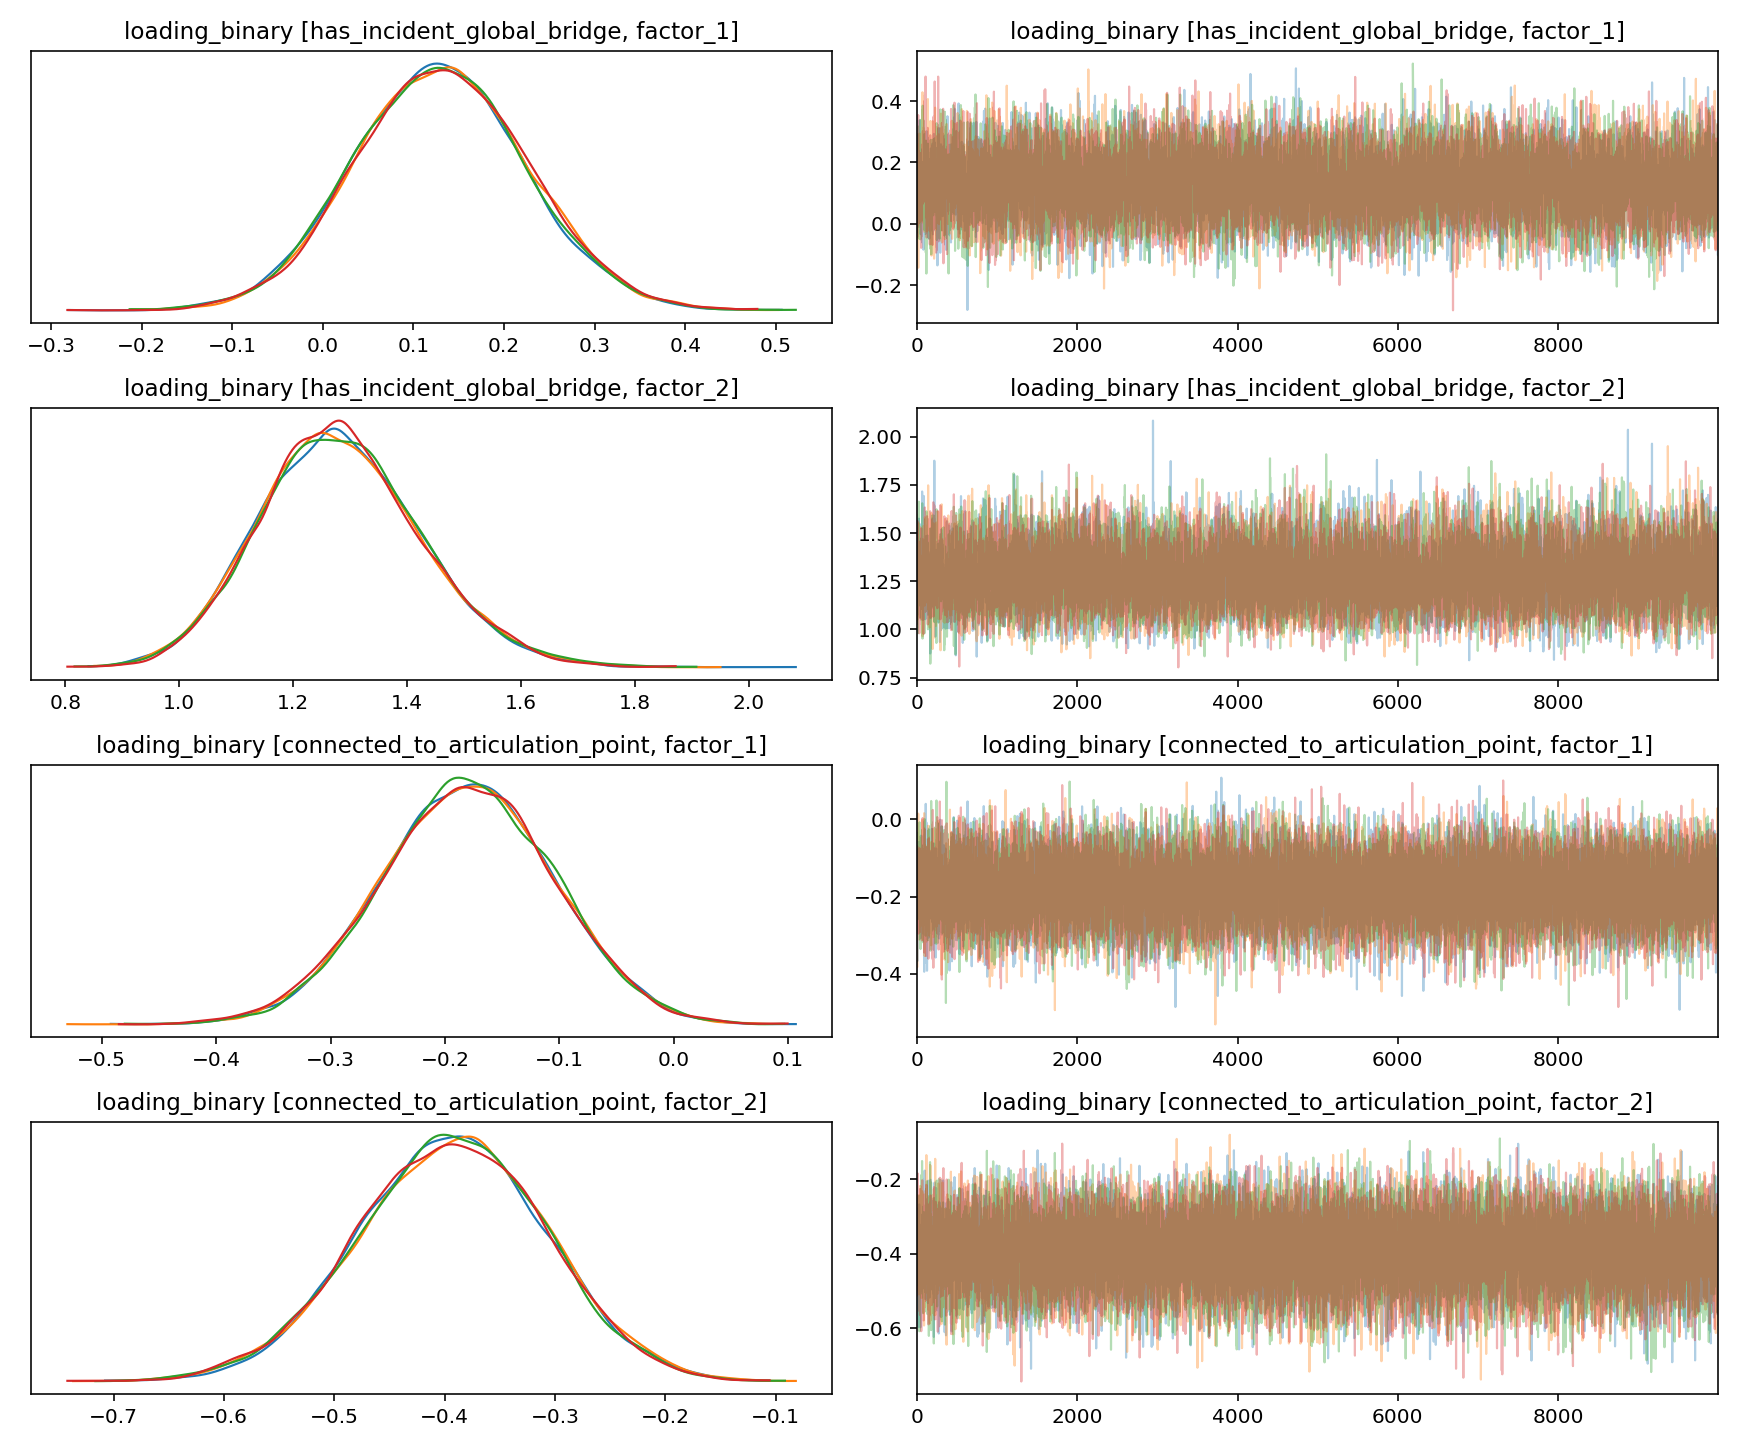 loading_binary [has_incident_global_bridge, factor_1]
loading_binary [has_incident_global_bridge, factor_1]
0.4
0.2
0.0
−0.2
−0.3 −0.2 −0.1 0.0 0.1 0.2 0.3 0.4 0.5
0 2000 4000 6000 8000
loading_binary [has_incident_global_bridge, factor_2]
loading_binary [has_incident_global_bridge, factor_2]
2.00
1.75
1.50
1.25
1.00
0.75
0.8 1.0 1.2 1.4 1.6 1.8 2.0
0 2000 4000 6000 8000
loading_binary [connected_to_articulation_point, factor_1]
loading_binary [connected_to_articulation_point, factor_1]
0.0
−0.2
−0.4
−0.5 −0.4 −0.3 −0.2 −0.1 0.0 0.1
0 2000 4000 6000 8000
loading_binary [connected_to_articulation_point, factor_2]
loading_binary [connected_to_articulation_point, factor_2]
−0.2
−0.4
−0.6
−0.7 −0.6 −0.5 −0.4 −0.3 −0.2 −0.1
0 2000 4000 6000 8000